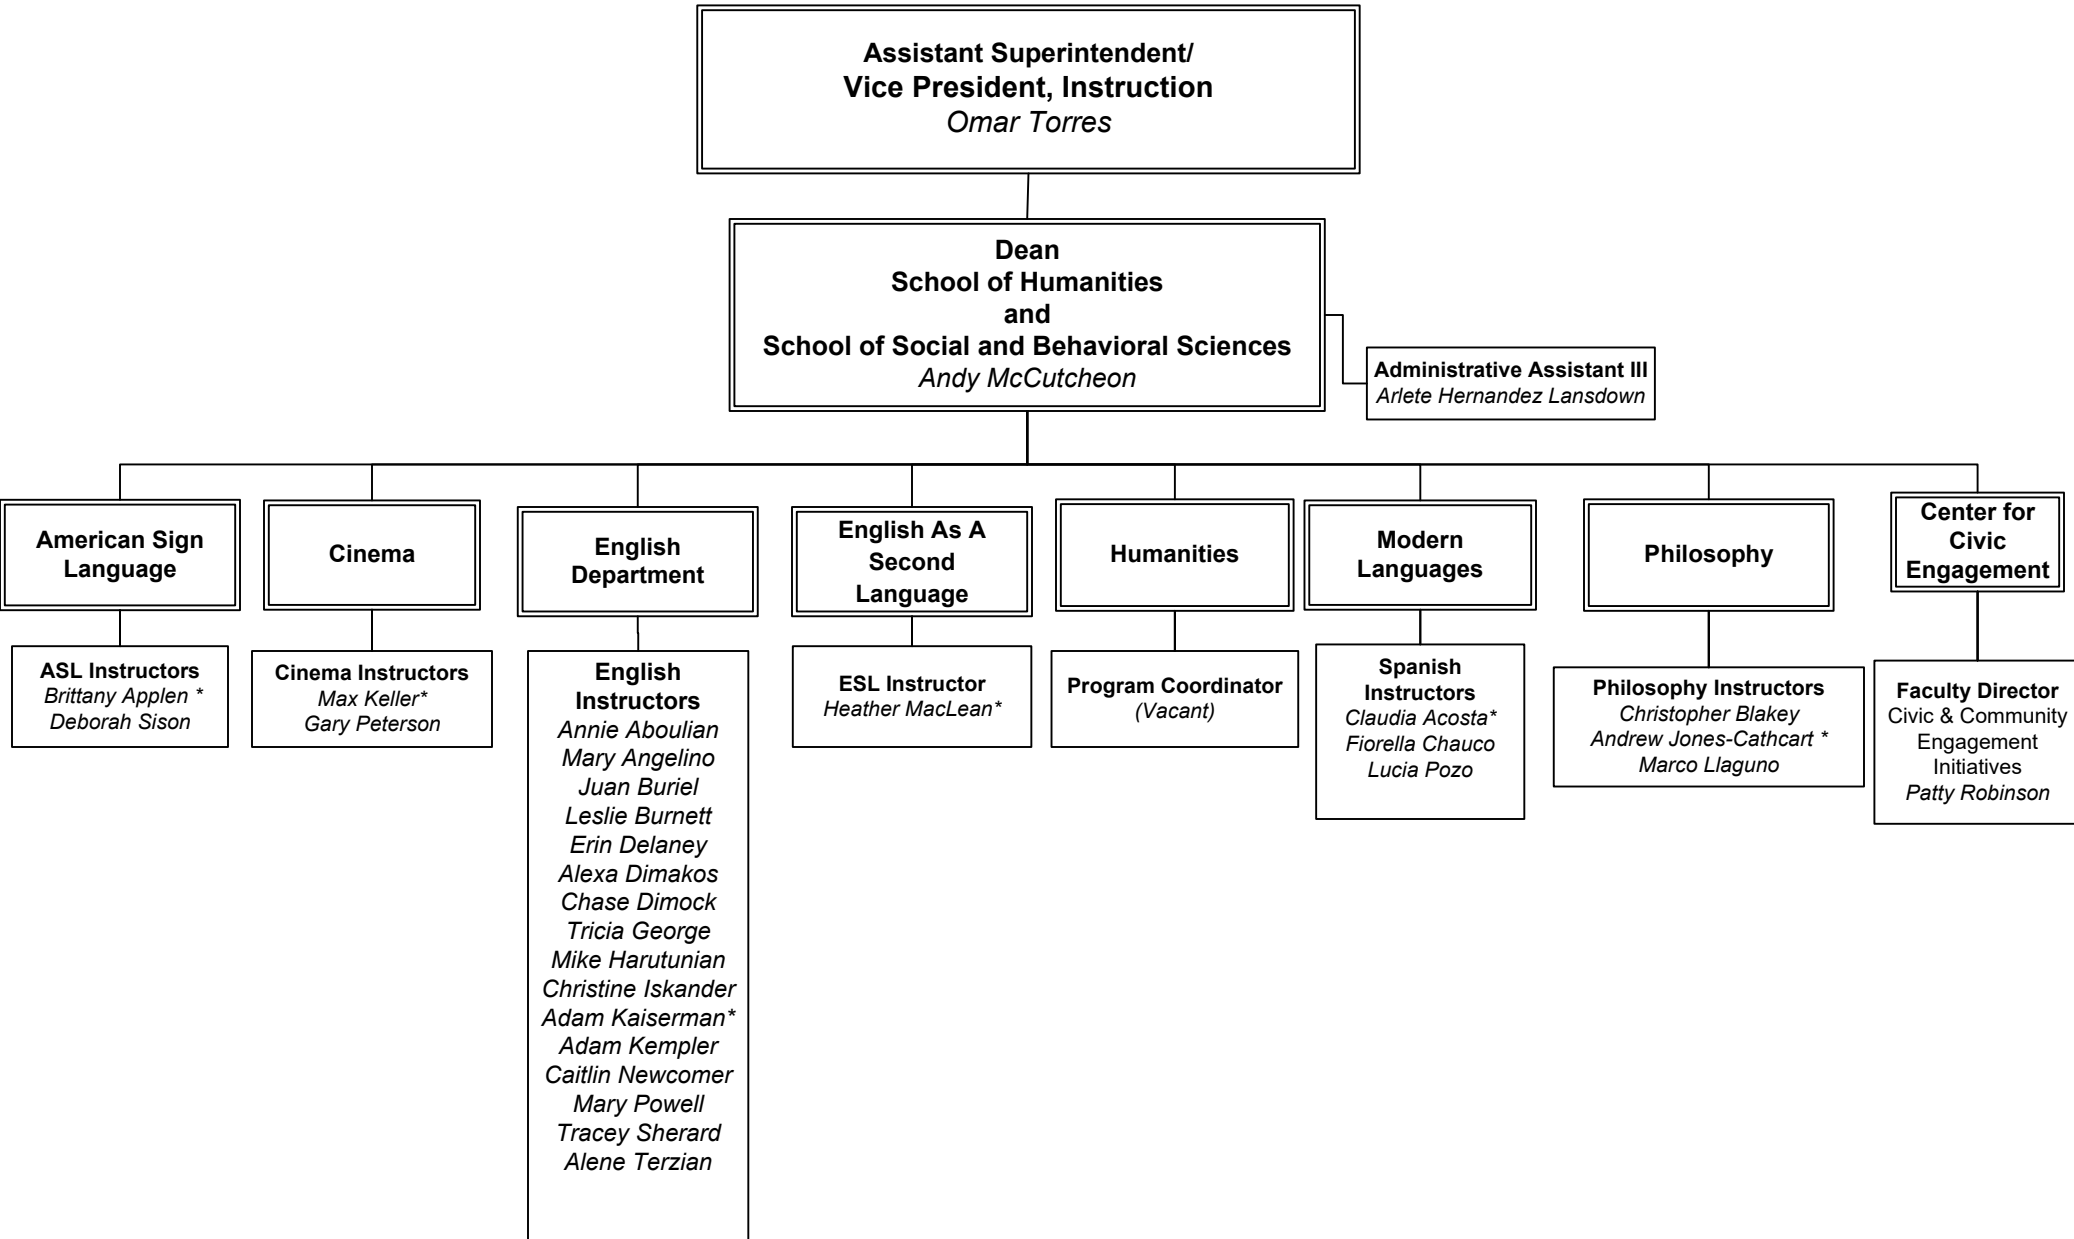 Assistant Superintendent/
Vice President, Instruction
Omar Torres
Dean
School of Humanities
and
School of Social and Behavioral Sciences
Andy McCutcheon
Administrative Assistant III
Arlete Hernandez Lansdown
American Sign
Language
Cinema
English
Department
English As A
Second
Language
Humanities
Modern
Languages
Philosophy
Center for
Civic
Engagement
ASL Instructors
Brittany Applen *
Deborah Sison
Cinema Instructors
Max Keller*
Gary Peterson
English
Instructors
Annie Aboulian
Mary Angelino
Juan Buriel
Leslie Burnett
Erin Delaney
Alexa Dimakos
Chase Dimock
Tricia George
Mike Harutunian
Christine Iskander
Adam Kaiserman*
Adam Kempler
Caitlin Newcomer
Mary Powell
Tracey Sherard
Alene Terzian
ESL Instructor
Heather MacLean*
Program Coordinator
(Vacant)
Spanish
Instructors
Claudia Acosta*
Fiorella Chauco
Lucia Pozo
Philosophy Instructors
Christopher Blakey
Andrew Jones-Cathcart *
Marco Llaguno
Faculty Director
Civic & Community
Engagement
Initiatives
Patty Robinson